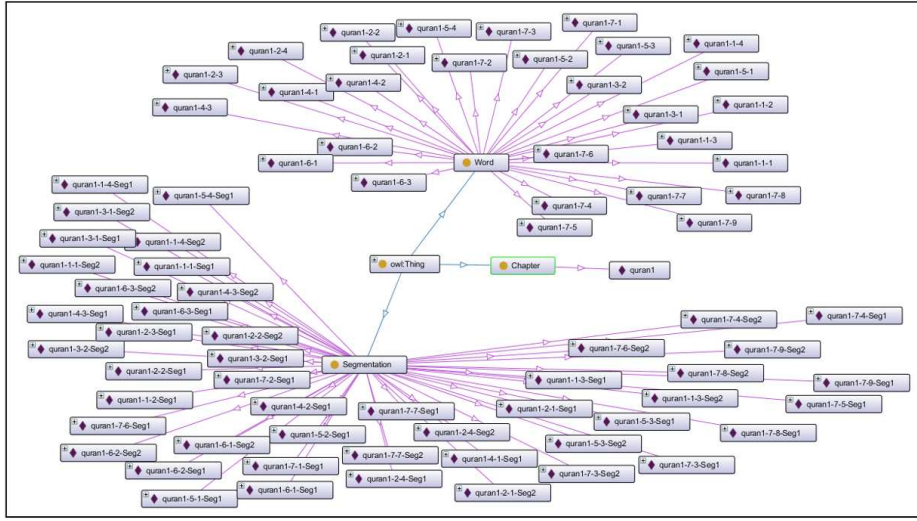 quran1-7-1
quran1-2-2
quran1-5-4
quran1-7-3
quran1-5-3
quran1-1-4
quran1-2-4
quran1-2-1
quran1-7-2
quran1-5-2
quran1-5-1
quran1-2-3
quran1-4-1
quran1-4-2
quran1-3-2
quran1-4-3
quran1-3-1
quran1-1-2
quran1-6-2
quran1-6-1
Word
quran1-7-6
quran1-1-3
quran1-1-1
quran1-6-3
quran1-7-4
quran1-7-7
quran1-7-8
quran1-7-5
quran1-7-9
quran1-1-4-Seg1
quran1-5-4-Seg1
quran1-3-1-Seg2
quran1-3-1-Seg1
quran1-1-4-Seg2
quran1-1-1-Seg2
quran1-1-1-Seg1
owl:Thing
Chapter
quran1
quran1-6-3-Seg2
quran1-4-3-Seg2
quran1-4-3-Seg1
quran1-6-3-Seg1
quran1-2-3-Seg1
quran1-2-2-Seg2
quran1-7-4-Seg2
quran1-7-4-Seg1
quran1-3-2-Seg2
quran1-3-2-Seg1
quran1-7-6-Seg2
quran1-7-9-Seg2
Segmentation
quran1-2-2-Seg1
quran1-7-2-Seg1
quran1-1-3-Seg1
quran1-7-8-Seg2
quran1-7-9-Seg1
quran1-1-2-Seg1
quran1-4-2-Seg1
quran1-7-7-Seg1
quran1-2-1-Seg1
quran1-1-3-Seg2
quran1-7-5-Seg1
quran1-7-6-Seg1
quran1-5-2-Seg1
quran1-2-4-Seg2
quran1-5-3-Seg1
quran1-7-8-Seg1
quran1-6-2-Seg2
quran1-6-1-Seg2
quran1-7-7-Seg2
quran1-4-1-Seg1
quran1-5-3-Seg2
quran1-6-2-Seg1
quran1-7-1-Seg1
quran1-2-4-Seg1
quran1-7-3-Seg2
quran1-7-3-Seg1
quran1-5-1-Seg1
quran1-6-1-Seg1
quran1-2-1-Seg2